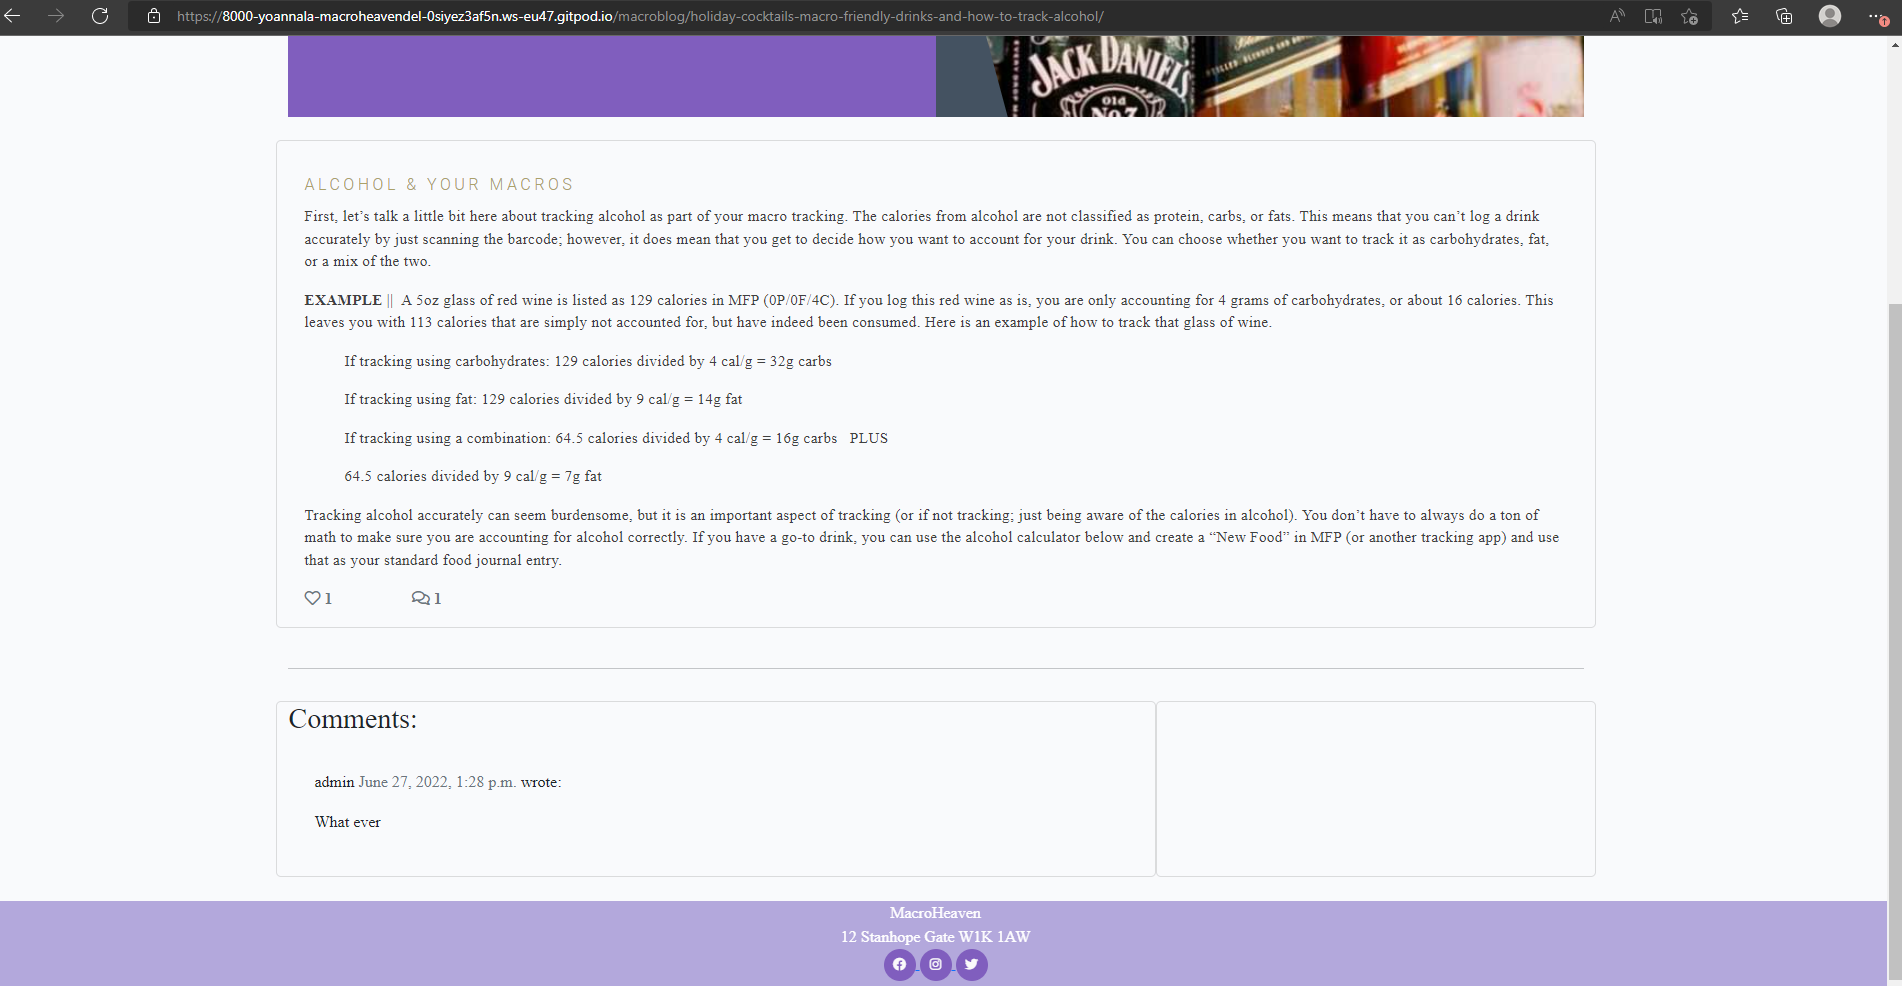 https://8000-yoannala-macroheavendel-0siyez3af5n.ws-eu47.gitpod.io/macroblog/holiday-cocktails-macro-friendly-drinks-and-how-to-track-alcohol/
JACK DANIEL'S
Old
No.7
ALCOHOL & YOUR MACROS
First, let’s talk a little bit here about tracking alcohol as part of your macro tracking. The calories from alcohol are not classified as protein, carbs, or fats. This means that you can’t log a drink
accurately by just scanning the barcode; however, it does mean that you get to decide how you want to account for your drink. You can choose whether you want to track it as carbohydrates, fat,
or a mix of the two.
EXAMPLE || A 5oz glass of red wine is listed as 129 calories in MFP (0P/0F/4C). If you log this red wine as is, you are only accounting for 4 grams of carbohydrates, or about 16 calories. This
leaves you with 113 calories that are simply not accounted for, but have indeed been consumed. Here is an example of how to track that glass of wine.
If tracking using carbohydrates: 129 calories divided by 4 cal/g = 32g carbs
If tracking using fat: 129 calories divided by 9 cal/g = 14g fat
If tracking using a combination: 64.5 calories divided by 4 cal/g = 16g carbs PLUS
64.5 calories divided by 9 cal/g = 7g fat
Tracking alcohol accurately can seem burdensome, but it is an important aspect of tracking (or if not tracking; just being aware of the calories in alcohol). You don’t have to always do a ton of
math to make sure you are accounting for alcohol correctly. If you have a go-to drink, you can use the alcohol calculator below and create a “New Food” in MFP (or another tracking app) and use
that as your standard food journal entry.
1 1
Comments:
admin June 27, 2022, 1:28 p.m. wrote:
What ever
MacroHeaven
12 Stanhope Gate W1K 1AW